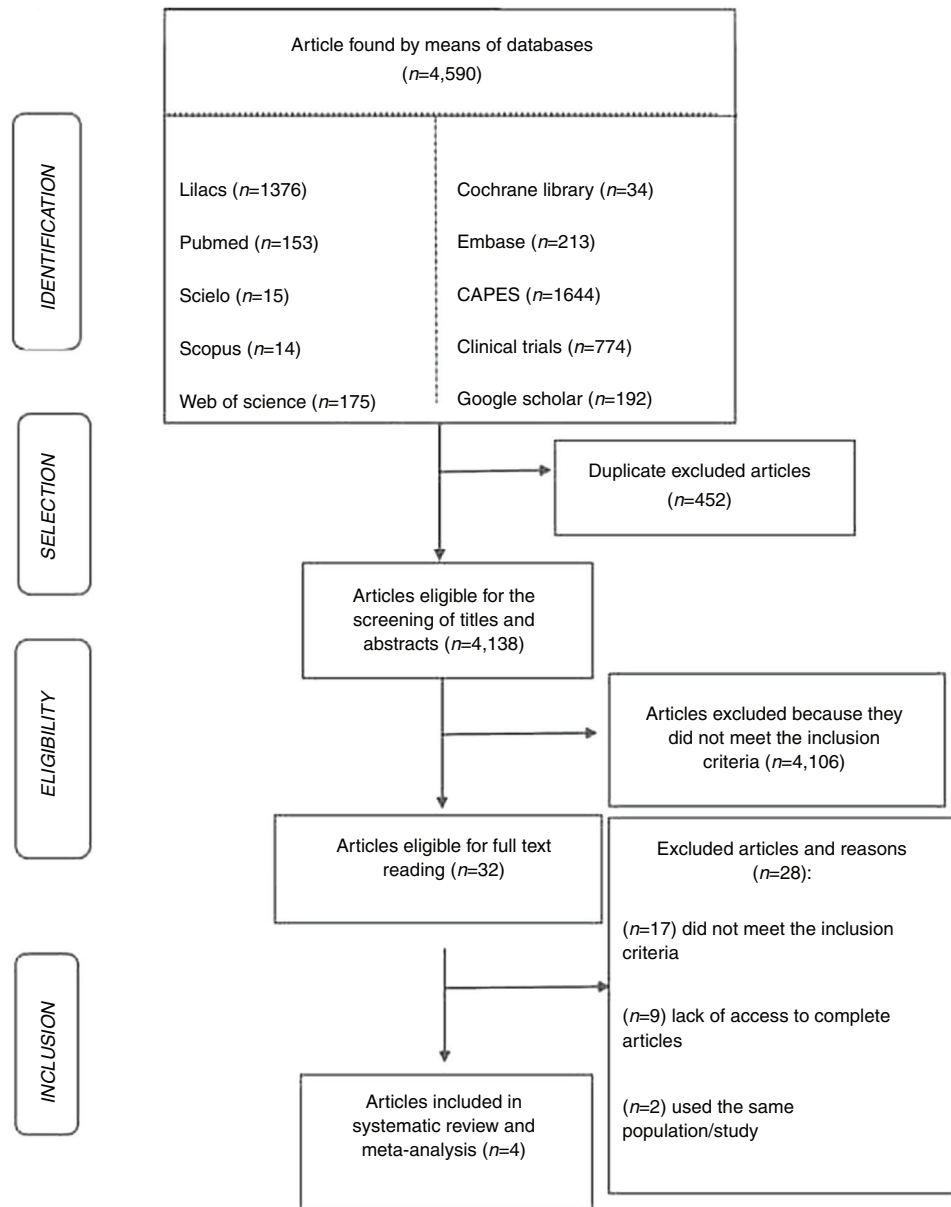 Article found by means of databases
(n=4,590)
IDENTIFICATION
Lilacs (n=1376)
Pubmed (n=153)
Scielo (n=15)
Scopus (n=14)
Web of science (n=175)
Cochrane library (n=34)
Embase (n=213)
CAPES (n=1644)
Clinical trials (n=774)
Google scholar (n=192)
SELECTION
Duplicate excluded articles
(n=452)
Articles eligible for the
screening of titles and
abstracts (n=4,138)
ELIGIBILITY
Articles excluded because they
did not meet the inclusion
criteria (n=4,106)
Articles eligible for full text
reading (n=32)
Excluded articles and reasons
(n=28):
(n=17) did not meet the inclusion
criteria
(n=9) lack of access to complete
articles
(n=2) used the same
population/study
INCLUSION
Articles included in
systematic review and
meta-analysis (n=4)